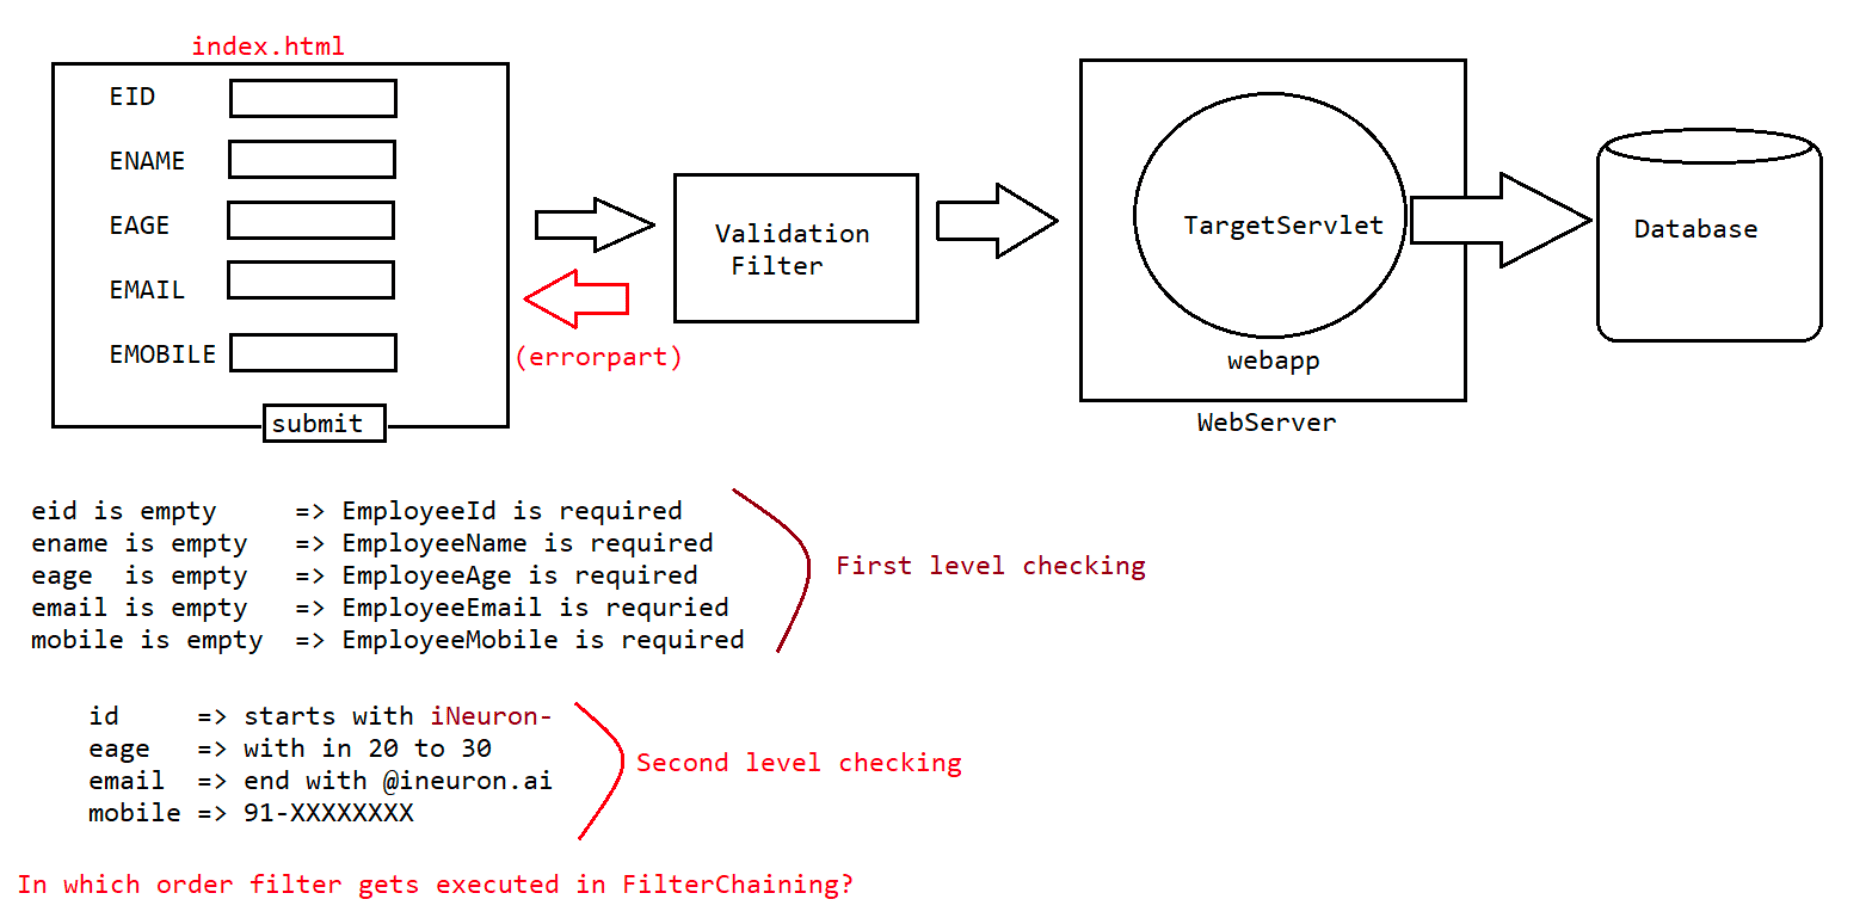 index.html
EID
ENAME
EAGE
EMAIL
EMOBILE
submit
(errorpart)
Validation
Filter
TargetServlet
webapp
WebServer
Database
eid is empty => EmployeeId is required
ename is empty => EmployeeName is required
eage is empty => EmployeeAge is required
email is empty => EmployeeEmail is requried
mobile is empty => EmployeeMobile is required
First level checking
id => starts with iNeuron-
eage => with in 20 to 30
email => end with @ineuron.ai
mobile => 91-XXXXXXXX
Second level checking
In which order filter gets executed in FilterChaining?